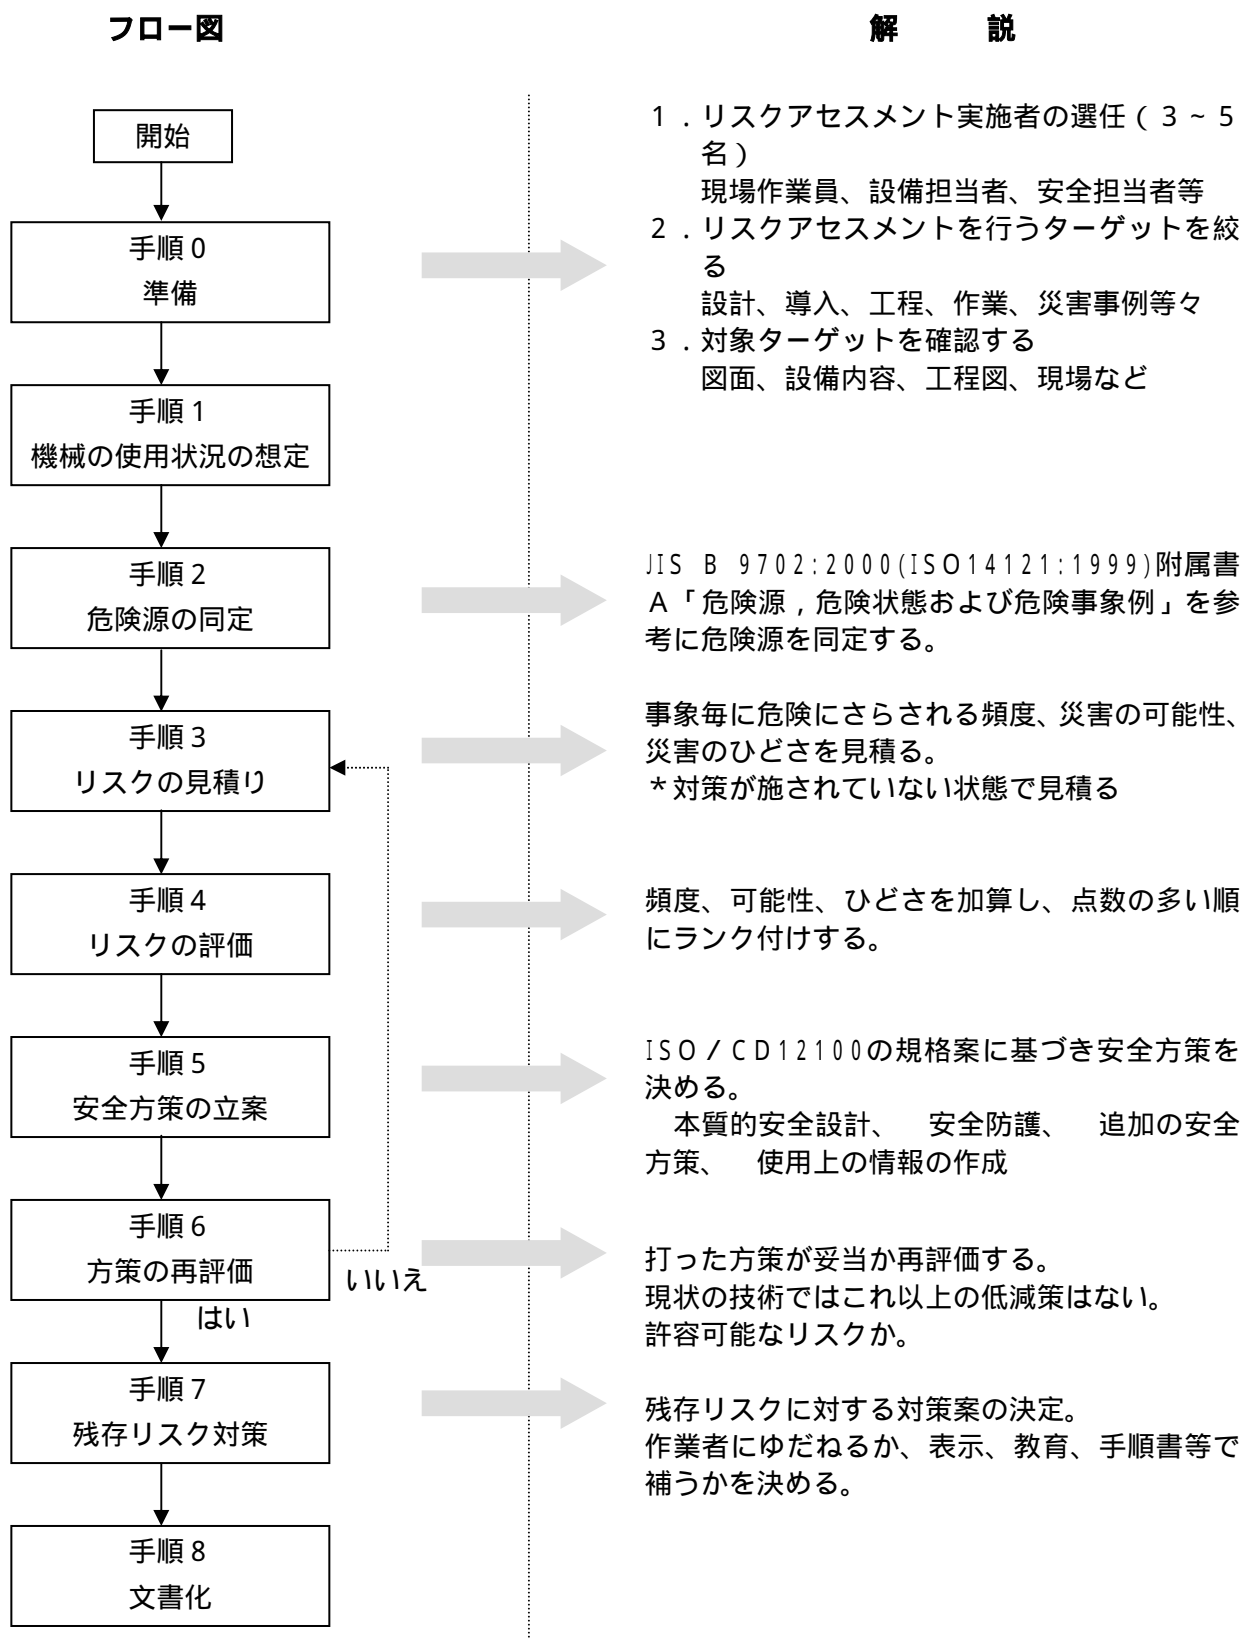 フロー図
解　　説
開始
手順０
準備
１．リスクアセスメント実施者の選任（３～５
名）
現場作業員、設備担当者、安全担当者等
２．リスクアセスメントを行うターゲットを絞
る
設計、導入、工程、作業、災害事例等々
３．対象ターゲットを確認する
図面、設備内容、工程図、現場など
手順１
機械の使用状況の想定
手順２
危険源の同定
JIS B 9702:2000(ISO14121:1999)附属書
Ａ「危険源，危険状態および危険事象例」を参
考に危険源を同定する。
手順３
リスクの見積り
事象毎に危険にさらされる頻度、災害の可能性、
災害のひどさを見積る。
＊対策が施されていない状態で見積る
手順４
リスクの評価
頻度、可能性、ひどさを加算し、点数の多い順
にランク付けする。
手順５
安全方策の立案
ISO／CD12100の規格案に基づき安全方策を
決める。
本質的安全設計、　安全防護、　追加の安全
方策、　使用上の情報の作成
手順６
方策の再評価
いいえ
はい
打った方策が妥当か再評価する。
現状の技術ではこれ以上の低減策はない。
許容可能なリスクか。
手順７
残存リスク対策
残存リスクに対する対策案の決定。
作業者にゆだねるか、表示、教育、手順書等で
補うかを決める。
手順８
文書化